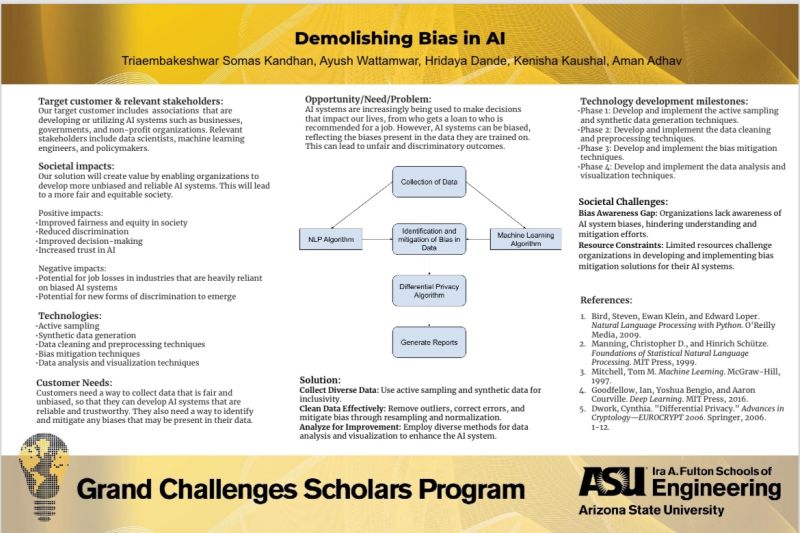 Demolishing Bias in AI
Triaembakeshwar Somas Kandhan, Ayush Wattamwar, Hridaya Dande, Kenisha Kaushal, Aman Adhav
Target customer & relevant stakeholders:
Our target customer includes associations that are
developing or utilizing AI systems such as businesses,
governments, and non-profit organizations. Relevant
stakeholders include data scientists, machine learning
engineers, and policymakers.
Societal impacts:
Our solution will create value by enabling organizations to
develop more unbiased and reliable AI systems. This will lead
to a more fair and equitable society.
Positive impacts:
•Improved fairness and equity in society
•Reduced discrimination
•Improved decision-making
•Increased trust in AI
Negative impacts:
•Potential for job losses in industries that are heavily reliant
on biased AI systems
•Potential for new forms of discrimination to emerge
Technologies:
•Active sampling
•Synthetic data generation
•Data cleaning and preprocessing techniques
•Bias mitigation techniques
•Data analysis and visualization techniques
Customer Needs:
Customers need a way to collect data that is fair and
unbiased, so that they can develop AI systems that are
reliable and trustworthy. They also need a way to identify
and mitigate any biases that may be present in their data.
Opportunity/Need/Problem:
AI systems are increasingly being used to make decisions
that impact our lives, from who gets a loan to who is
recommended for a job. However, AI systems can be biased,
reflecting the biases present in the data they are trained on.
This can lead to unfair and discriminatory outcomes.
Collection of Data
NLP Algorithm
Identification and
mitigation of Bias in
Data
Machine Learning
Algorithm
Differential Privacy
Algorithm
Generate Reports
Solution:
Collect Diverse Data: Use active sampling and synthetic data for
inclusivity.
Clean Data Effectively: Remove outliers, correct errors, and
mitigate bias through resampling and normalization.
Analyze for Improvement: Employ diverse methods for data
analysis and visualization to enhance the AI system.
Technology development milestones:
•Phase 1: Develop and implement the active sampling
and synthetic data generation techniques.
•Phase 2: Develop and implement the data cleaning
and preprocessing techniques.
•Phase 3: Develop and implement the bias mitigation
techniques.
•Phase 4: Develop and implement the data analysis and
visualization techniques.
Societal Challenges:
Bias Awareness Gap: Organizations lack awareness of
AI system biases, hindering understanding and
mitigation efforts.
Resource Constraints: Limited resources challenge
organizations in developing and implementing bias
mitigation solutions for their AI systems.
References:
1. Bird, Steven, Ewan Klein, and Edward Loper.
Natural Language Processing with Python. O'Reilly
Media, 2009.
2. Manning, Christopher D., and Hinrich Schütze.
Foundations of Statistical Natural Language
Processing. MIT Press, 1999.
3. Mitchell, Tom M. Machine Learning. McGraw-Hill,
1997.
4. Goodfellow, Ian, Yoshua Bengio, and Aaron
Courville. Deep Learning. MIT Press, 2016.
5. Dwork, Cynthia. "Differential Privacy." Advances in
Cryptology—EUROCRYPT 2006. Springer, 2006.
1-12.
Grand Challenges Scholars Program
ASU Ira A. Fulton Schools of
Engineering
Arizona State University